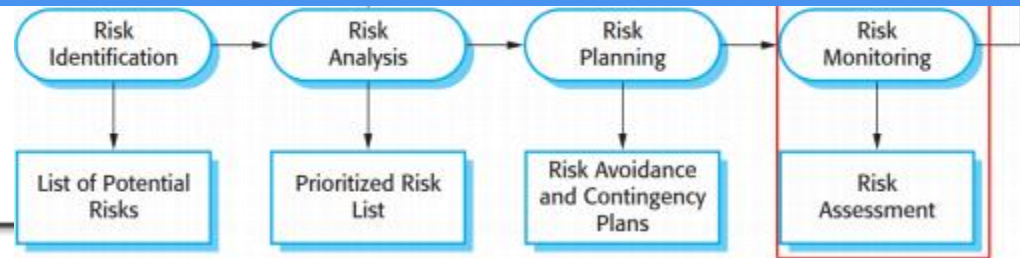 Risk
Identification
Risk
Analysis
Risk
Planning
Risk
Monitoring
List of Potential
Risks
Prioritized Risk
List
Risk Avoidance
and Contingency
Plans
Risk
Assessment